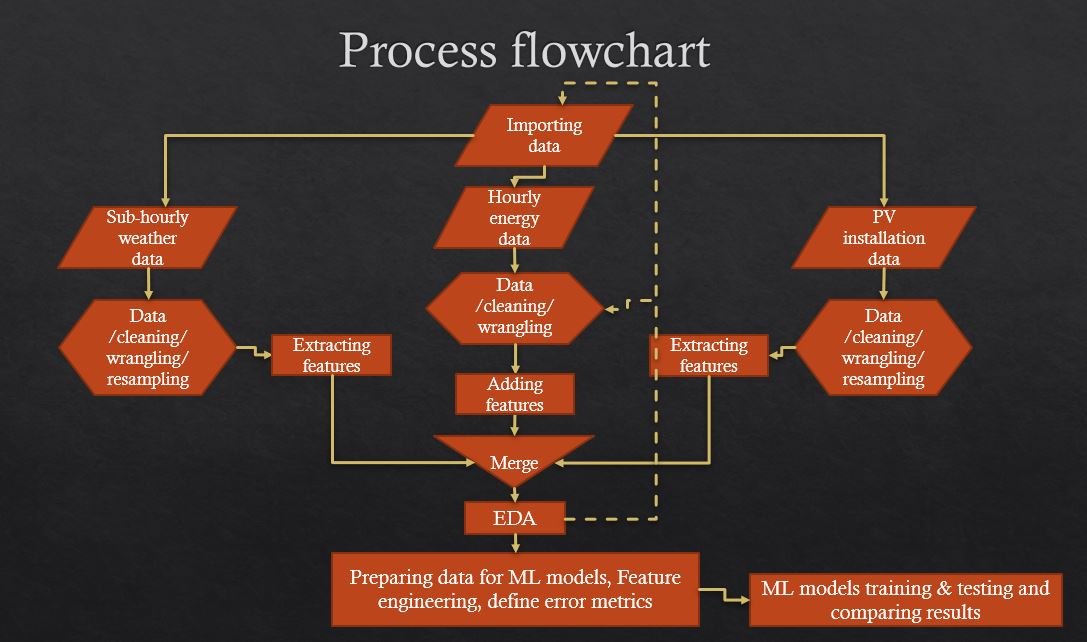 Process flowchart
Importing
data
Hourly
energy
data
Sub-hourly
weather
data
PV
installation
data
Data
/cleaning/
wrangling
Data
/cleaning/
wrangling/
resampling
Extracting
features
Extracting
features
Data
/cleaning/
wrangling/
resampling
Adding
features
Merge
EDA
Preparing data for ML models, Feature
engineering, define error metrics
ML models training & testing and
comparing results